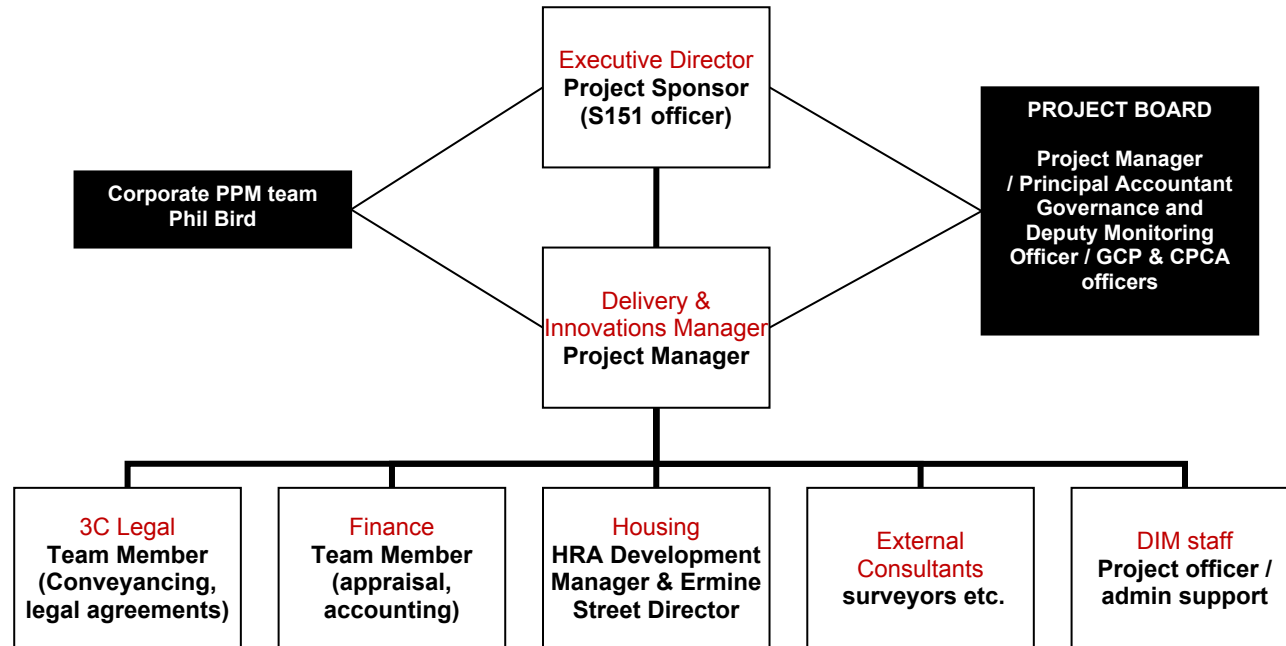 Executive Director
Project Sponsor
(S151 officer)
PROJECT BOARD
Project Manager
/ Principal Accountant
Governance and
Deputy Monitoring
Officer / GCP & CPCA
officers
Corporate PPM team
Phil Bird
Delivery &
Innovations Manager
Project Manager
3C Legal
Team Member
(Conveyancing,
legal agreements)
Finance
Team Member
(appraisal,
accounting)
Housing
HRA Development
Manager & Ermine
Street Director
External
Consultants
surveyors etc.
DIM staff
Project officer /
admin support